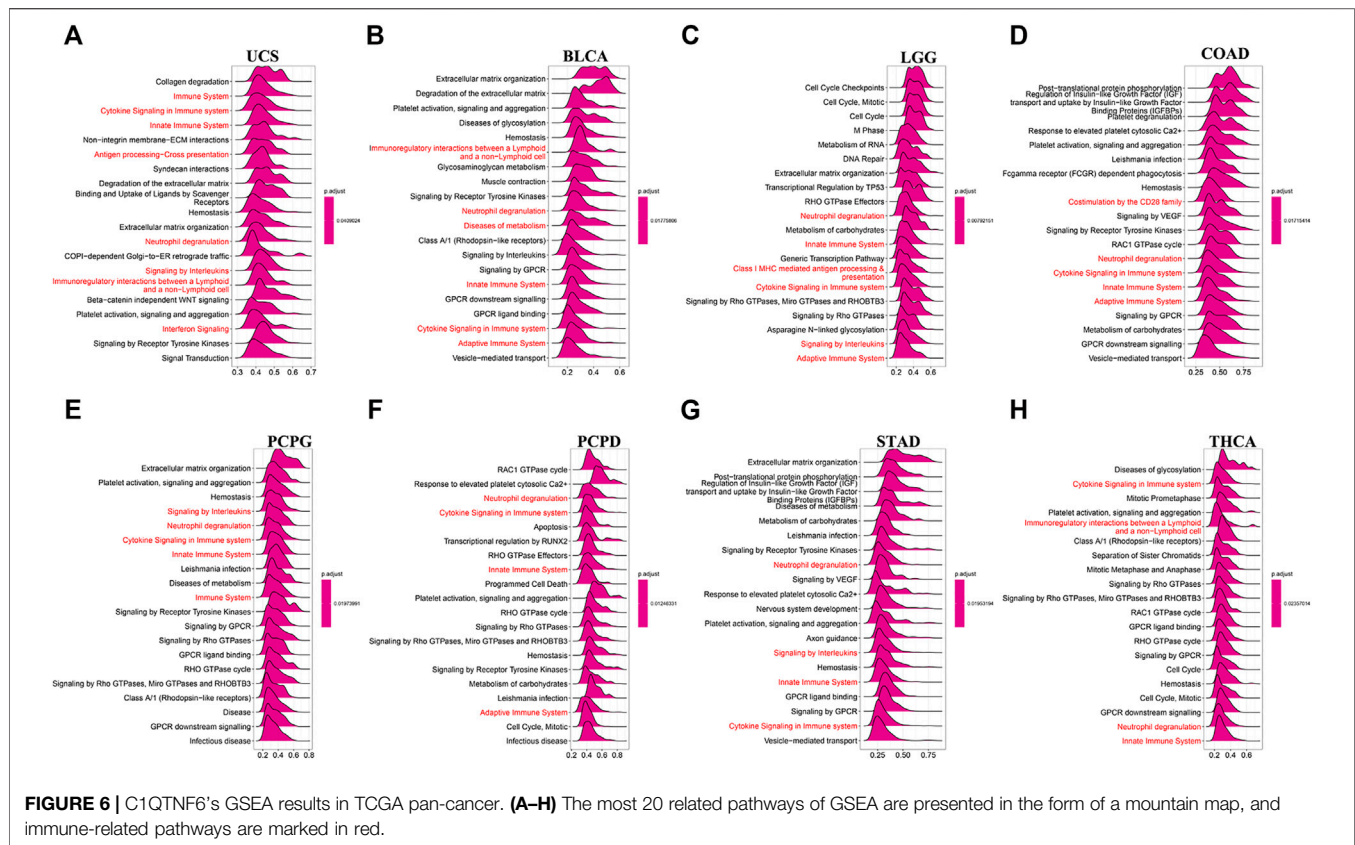 A
UCS
Collagen degradation
Immune System
Cytokine Signaling in Immune system
Innate Immune System
Non-integrin membrane-ECM interactions
Antigen processing-Cross presentation
Syndecan interactions
Degradation of the extracellular matrix
Binding and Uptake of Ligands by Scavenger
Receptors
Hemostasis
Extracellular matrix organization
Neutrophil degranulation
COPI-dependent Golgi-to-ER retrograde traffic
Signaling by Interleukins
Immunoregulatory interactions between a Lymphoid
and a non-Lymphoid cell
Beta-catenin independent WNT signaling
Platelet activation, signaling and aggregation
Interferon Signaling
Signaling by Receptor Tyrosine Kinases
Signal Transduction
0.3 0.4 0.5 0.6 0.7
p.adjust
0.0409024
B
BLCA
Extracellular matrix organization
Degradation of the extracellular matrix
Platelet activation, signaling and aggregation
Diseases of glycosylation
Hemostasis
Immunoregulatory interactions between a Lymphoid
and a non-Lymphoid cell
Glycosaminoglycan metabolism
Muscle contraction
Signaling by Receptor Tyrosine Kinases
Neutrophil degranulation
Diseases of metabolism
Class A/1 (Rhodopsin-like receptors)
Signaling by Interleukins
Signaling by GPCR
Innate Immune System
GPCR downstream signalling
GPCR ligand binding
Cytokine Signaling in Immune system
Adaptive Immune System
Vesicle-mediated transport
0.2 0.4 0.6
p.adjust
C
LGG
Cell Cycle Checkpoints
Cell Cycle, Mitotic
Cell Cycle
M Phase
Metabolism of RNA
DNA Repair
Extracellular matrix organization
Transcriptional Regulation by TP53
RHO GTPase Effectors
Neutrophil degranulation
Metabolism of carbohydrates
Innate Immune System
Generic Transcription Pathway
Class I MHC mediated antigen processing &
presentation
Cytokine Signaling in Immune system
Signaling by Rho GTPases, Miro GTPases and RHOBTB3
Signaling by Rho GTPases
Asparagine N-linked glycosylation
Signaling by Interleukins
Adaptive Immune System
0.2 0.4 0.6
p.adjust
D
COAD
Post-translational protein phosphorylation
Regulation of Insulin-like Growth Factor (IGF)
transport and uptake by Insulin-like Growth Factor
Binding Proteins (IGFBPs)
Platelet degranulation
Response to elevated platelet cytosolic Ca2+
Platelet activation, signaling and aggregation
Leishmania infection
Fcgamma receptor (FCGR) dependent phagocytosis
Hemostasis
Costimulation by the CD28 family
Signaling by VEGF
Signaling by Receptor Tyrosine Kinases
RAC1 GTPase cycle
Neutrophil degranulation
Cytokine Signaling in Immune system
Innate Immune System
Adaptive Immune System
Signaling by GPCR
Metabolism of carbohydrates
GPCR downstream signalling
Vesicle-mediated transport
0.25 0.50 0.75
p.adjust
0.01715414
E
PCPG
Extracellular matrix organization
Platelet activation, signaling and aggregation
Hemostasis
Signaling by Interleukins
Neutrophil degranulation
Cytokine Signaling in Immune system
Innate Immune System
Leishmania infection
Diseases of metabolism
Immune System
Signaling by Receptor Tyrosine Kinases
Signaling by GPCR
Signaling by Rho GTPases
GPCR ligand binding
RHO GTPase cycle
Signaling by Rho GTPases, Miro GTPases and RHOBTB3
Class A/1 (Rhodopsin-like receptors)
Disease
GPCR downstream signalling
Infectious disease
0.2 0.4 0.6 0.8
p.adjust
0.01973991
F
PCPD
RAC1 GTPase cycle
Response to elevated platelet cytosolic Ca2+
Neutrophil degranulation
Cytokine Signaling in Immune system
Apoptosis
Transcriptional regulation by RUNX2
RHO GTPase Effectors
Innate Immune System
Programmed Cell Death
Platelet activation, signaling and aggregation
RHO GTPase cycle
Signaling by Rho GTPases
Signaling by Rho GTPases, Miro GTPases and RHOBTB3
Hemostasis
Signaling by Receptor Tyrosine Kinases
Metabolism of carbohydrates
Leishmania infection
Adaptive Immune System
Cell Cycle, Mitotic
Infectious disease
0.2 0.4 0.6 0.8
p.adjust
0.01240331
G
STAD
Extracellular matrix organization
Post-translational protein phosphorylation
Regulation of Insulin-like Growth Factor (IGF)
transport and uptake by Insulin-like Growth Factor
Binding Proteins (IGFBPs)
Diseases of metabolism
Metabolism of carbohydrates
Leishmania infection
Signaling by Receptor Tyrosine Kinases
Neutrophil degranulation
Signaling by VEGF
Response to elevated platelet cytosolic Ca2+
Nervous system development
Platelet activation, signaling and aggregation
Axon guidance
Signaling by Interleukins
Hemostasis
Innate Immune System
GPCR ligand binding
Signaling by GPCR
Cytokine Signaling in Immune system
Vesicle-mediated transport
0.25 0.50 0.75
p.adjust
0.01953194
H
THCA
Diseases of glycosylation
Cytokine Signaling in Immune system
Mitotic Prometaphase
Platelet activation, signaling and aggregation
Immunoregulatory interactions between a Lymphoid
and a non-Lymphoid cell
Class A/1 (Rhodopsin-like receptors)
Separation of Sister Chromatids
Mitotic Metaphase and Anaphase
Signaling by Rho GTPases
Signaling by Rho GTPases, Miro GTPases and RHOBTB3
RAC1 GTPase cycle
GPCR ligand binding
RHO GTPase cycle
Signaling by GPCR
Cell Cycle
Hemostasis
Cell Cycle, Mitotic
GPCR downstream signalling
Neutrophil degranulation
Innate Immune System
0.2 0.4 0.6
p.adjust
0.02357014
FIGURE 6 | C1QTNF6's GSEA results in TCGA pan-cancer. (A–H) The most 20 related pathways of GSEA are presented in the form of a mountain map, and
immune-related pathways are marked in red.